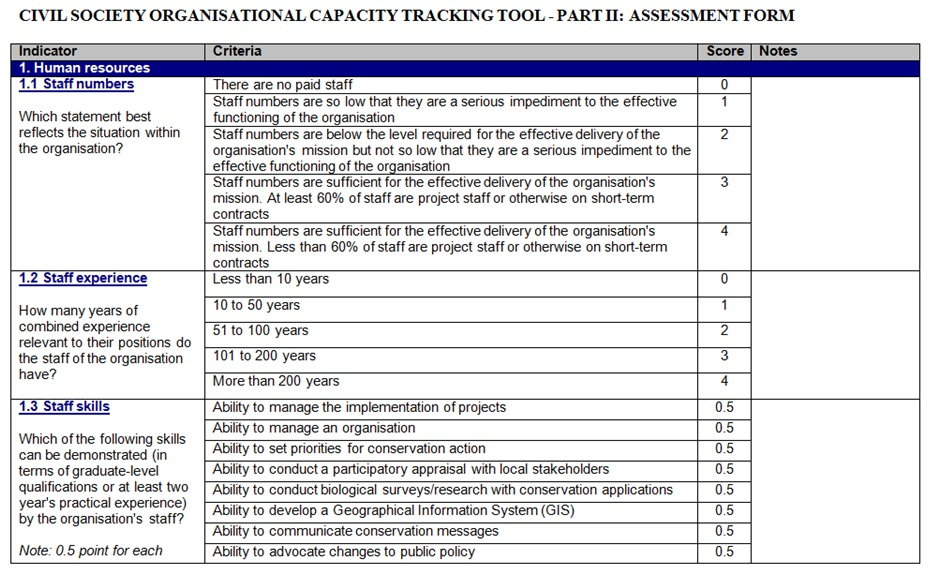 CIVIL SOCIETY ORGANISATIONAL CAPACITY TRACKING TOOL - PART II: ASSESSMENT FORM
Indicator Criteria Score Notes
1. Human resources
1.1 Staff numbers
Which statement best
reflects the situation within
the organisation?
There are no paid staff 0
Staff numbers are so low that they are a serious impediment to the effective 1
functioning of the organisation
Staff numbers are below the level required for the effective delivery of the 2
organisation's mission but not so low that they are a serious impediment to the
effective functioning of the organisation
Staff numbers are sufficient for the effective delivery of the organisation's 3
mission. At least 60% of staff are project staff or otherwise on short-term
contracts
Staff numbers are sufficient for the effective delivery of the organisation's 4
mission. Less than 60% of staff are project staff or otherwise on short-term
contracts
1.2 Staff experience
How many years of
combined experience
relevant to their positions do
the staff of the organisation
have?
Less than 10 years 0
10 to 50 years 1
51 to 100 years 2
101 to 200 years 3
More than 200 years 4
1.3 Staff skills
Which of the following skills
can be demonstrated (in
terms of graduate-level
qualifications or at least two
year's practical experience)
by the organisation's staff?
Note: 0.5 point for each
Ability to manage the implementation of projects 0.5
Ability to manage an organisation 0.5
Ability to set priorities for conservation action 0.5
Ability to conduct a participatory appraisal with local stakeholders 0.5
Ability to conduct biological surveys/research with conservation applications 0.5
Ability to develop a Geographical Information System (GIS) 0.5
Ability to communicate conservation messages 0.5
Ability to advocate changes to public policy 0.5